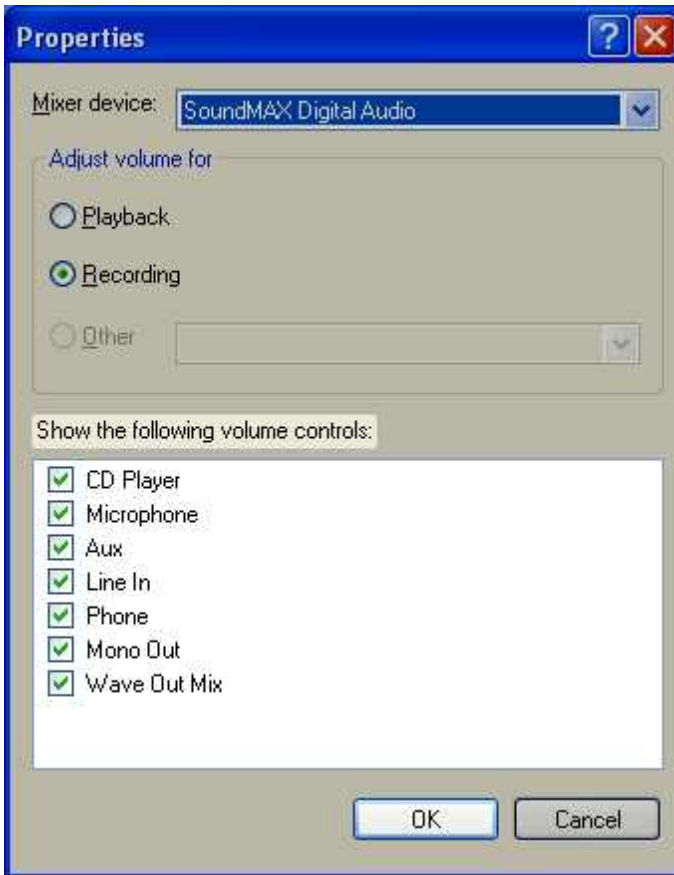 Properties
Mixer device: SoundMAX Digital Audio
Adjust volume for
Playback
Recording
Other
Show the following volume controls:
CD Player
Microphone
Aux
Line In
Phone
Mono Out
Wave Out Mix
OK Cancel